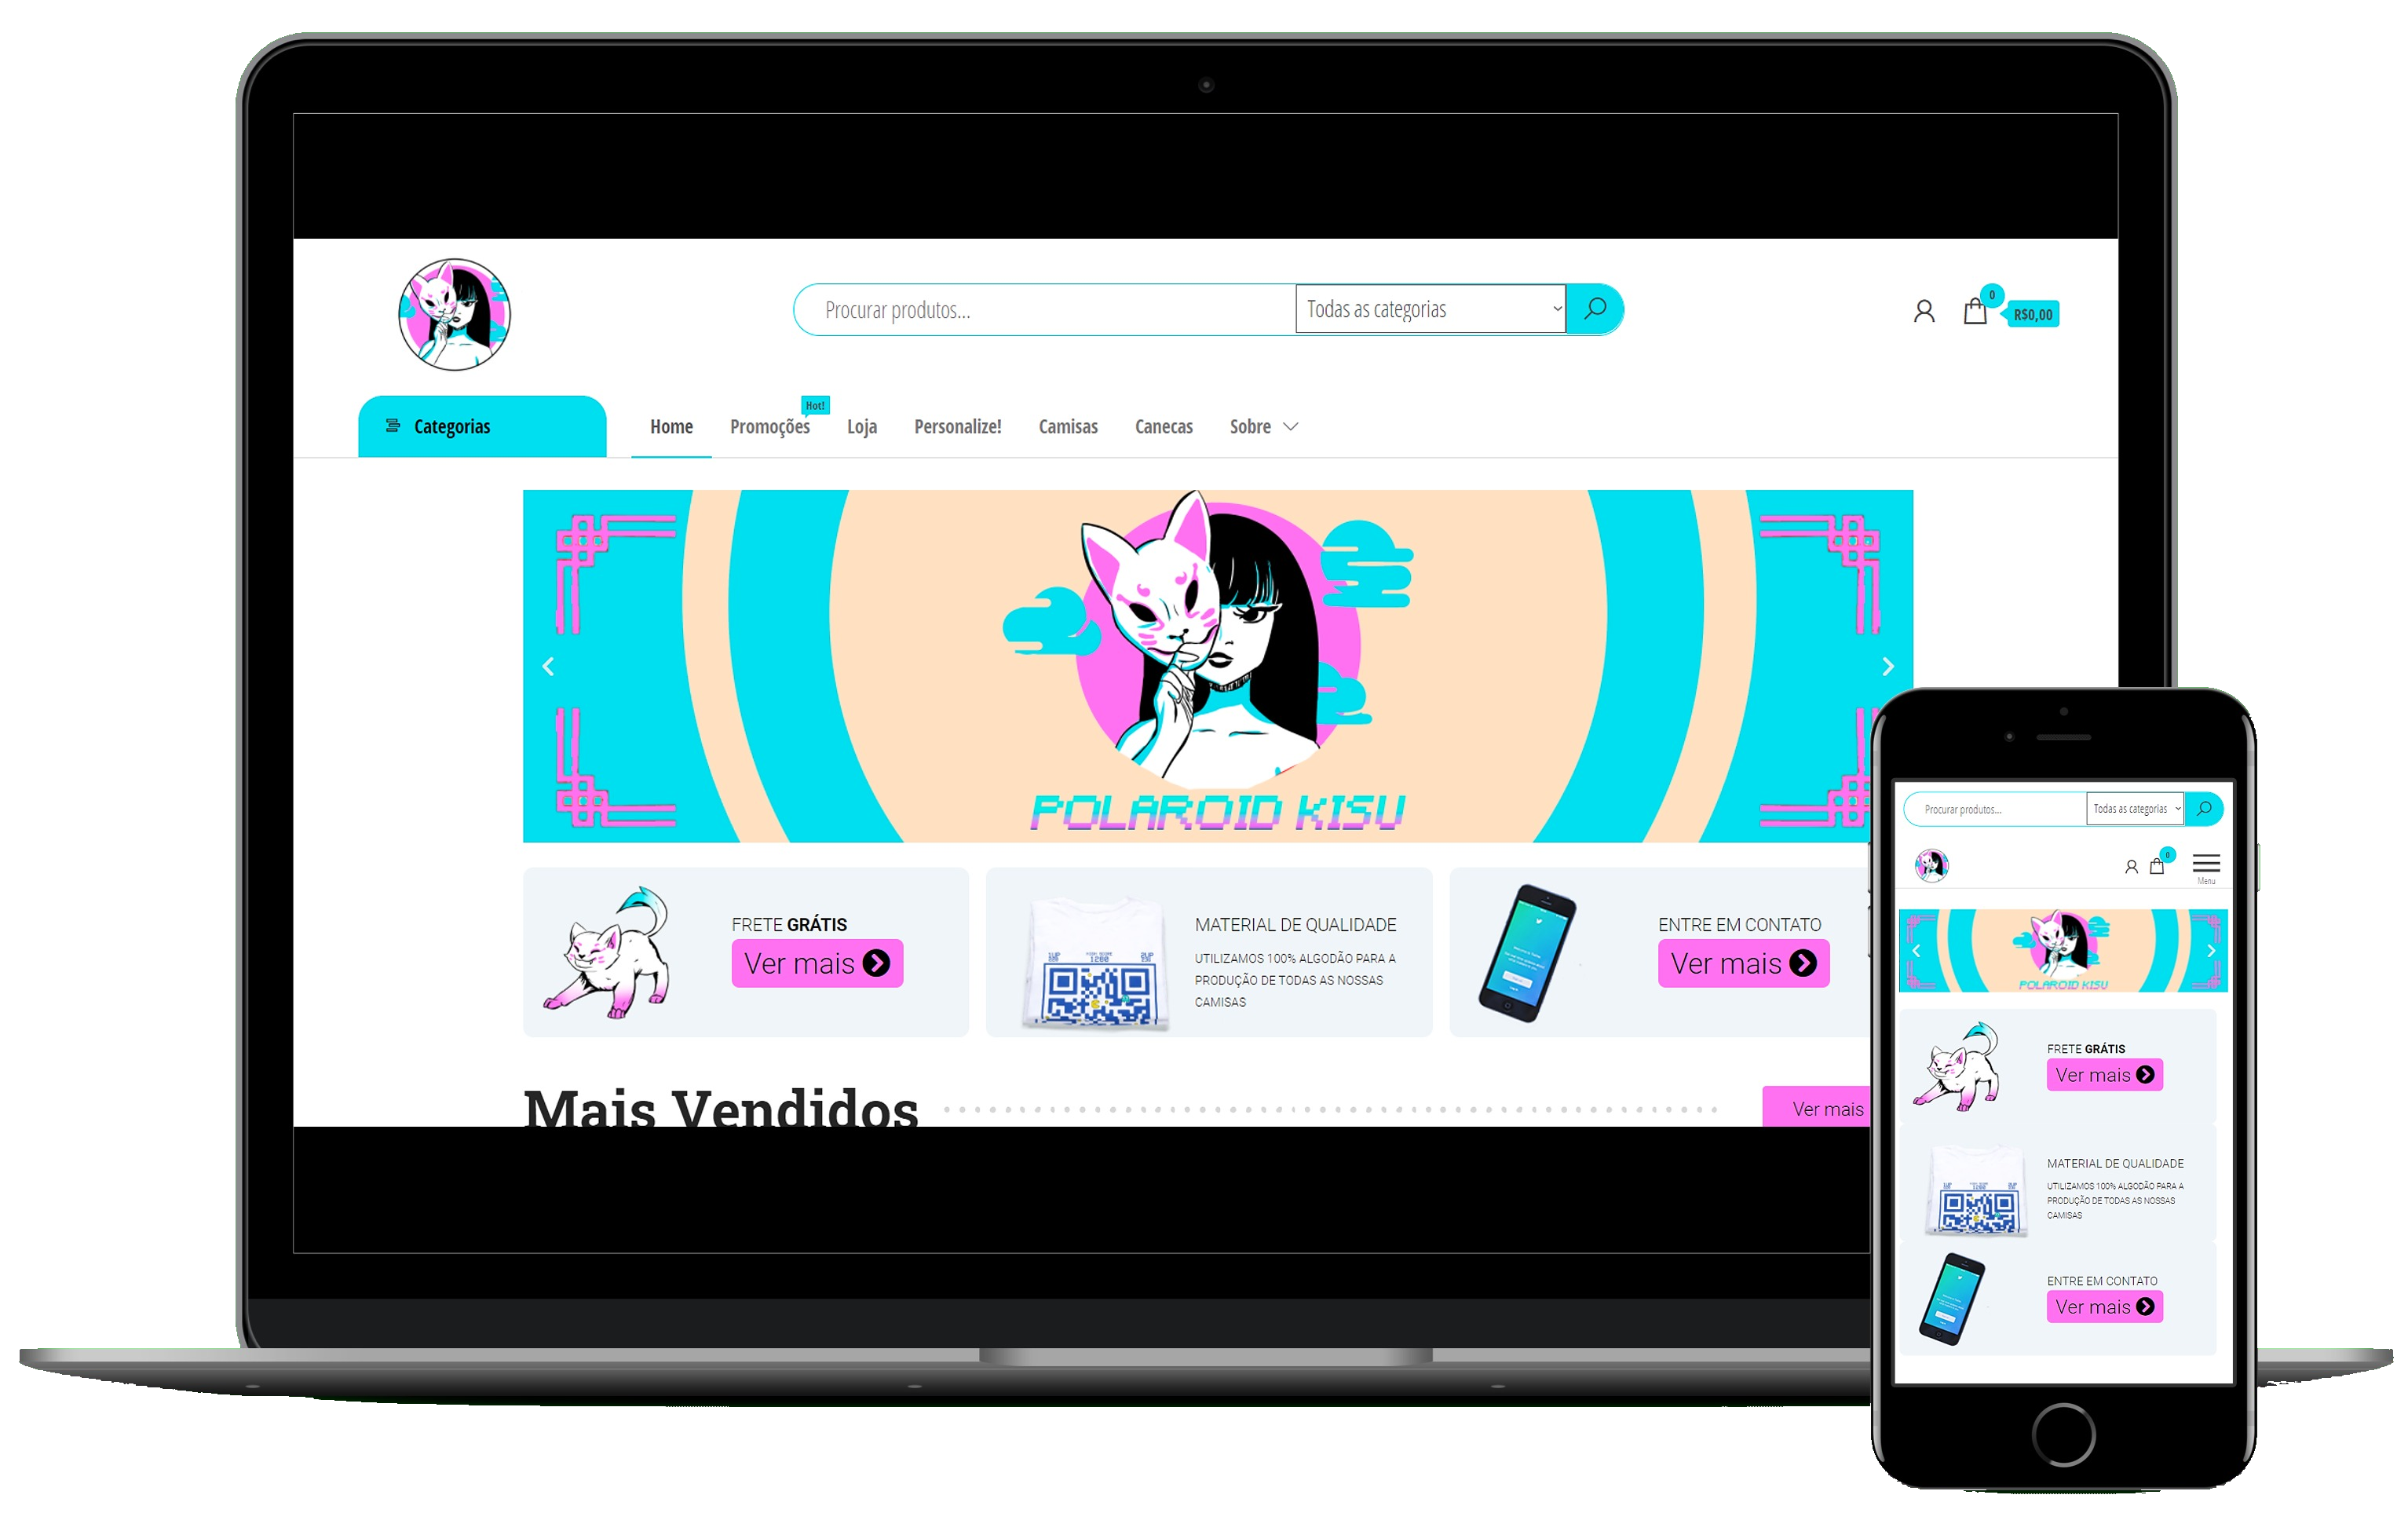 Procurar produtos...
Todas as categorias
0
R$0,00
Categorias
Home
Promoções
Hot!
Loja
Personalize!
Camisas
Canecas
Sobre
POLAROID KISU
FRETE GRÁTIS
Ver mais
1260
MATERIAL DE QUALIDADE
UTILIZAMOS 100% ALGODÃO PARA A
PRODUÇÃO DE TODAS AS NOSSAS
CAMISAS
ENTRE EM CONTATO
Ver mais
Mais Vendidos
Ver mais
Procurar produtos...
Todas as categorias
0
Menu
POLAROID KISU
FRETE GRÁTIS
Ver mais
MATERIAL DE QUALIDADE
UTILIZAMOS 100% ALGODÃO PARA A
PRODUÇÃO DE TODAS AS NOSSAS
CAMISAS
ENTRE EM CONTATO
Ver mais